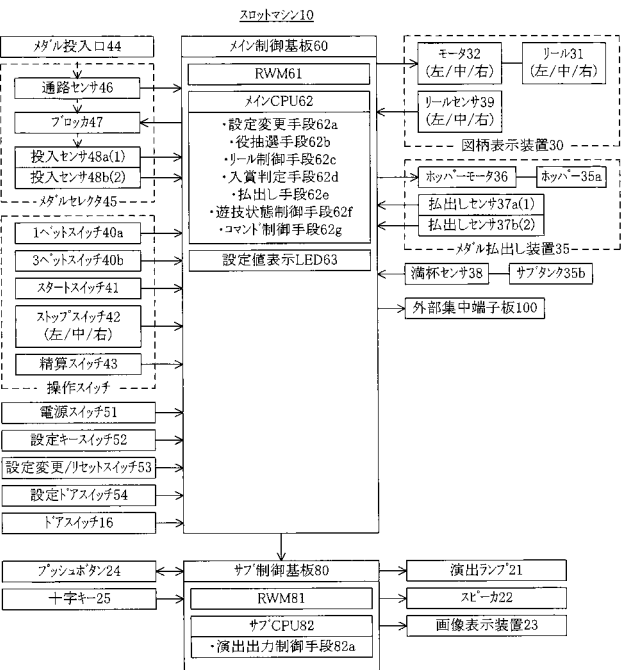 スロットマシン10
メダル投入口44
通路センサ46
ブロッカ47
投入センサ48a(1)
投入センサ48b(2)
メダルセレクタ45
1ベットスイッチ40a
3ベットスイッチ40b
スタートスイッチ41
ストップスイッチ42
(左/中/右)
精算スイッチ43
操作スイッチ
電源スイッチ51
設定キースイッチ52
設定変更/リセットスイッチ53
設定ドアスイッチ54
ドアスイッチ16
メイン制御基板60
RWM61
メインCPU62
・設定変更手段62a
・役抽選手段62b
・リール制御手段62c
・入賞判定手段62d
・払出し手段62e
・遊技状態制御手段62f
・コマンド制御手段62g
設定値表示LED63
モータ32
(左/中/右)
リール31
(左/中/右)
リールセンサ39
(左/中/右)
図柄表示装置30
ホッパーモータ36
ホッパー35a
払出しセンサ37a(1)
払出しセンサ37b(2)
メダル払出し装置35
満杯センサ38
サブタンク35b
外部集中端子板100
プッシュボタン24
十字キー25
サブ制御基板80
RWM81
サブCPU82
・演出出力制御手段82a
演出ランプ21
スピーカ22
画像表示装置23